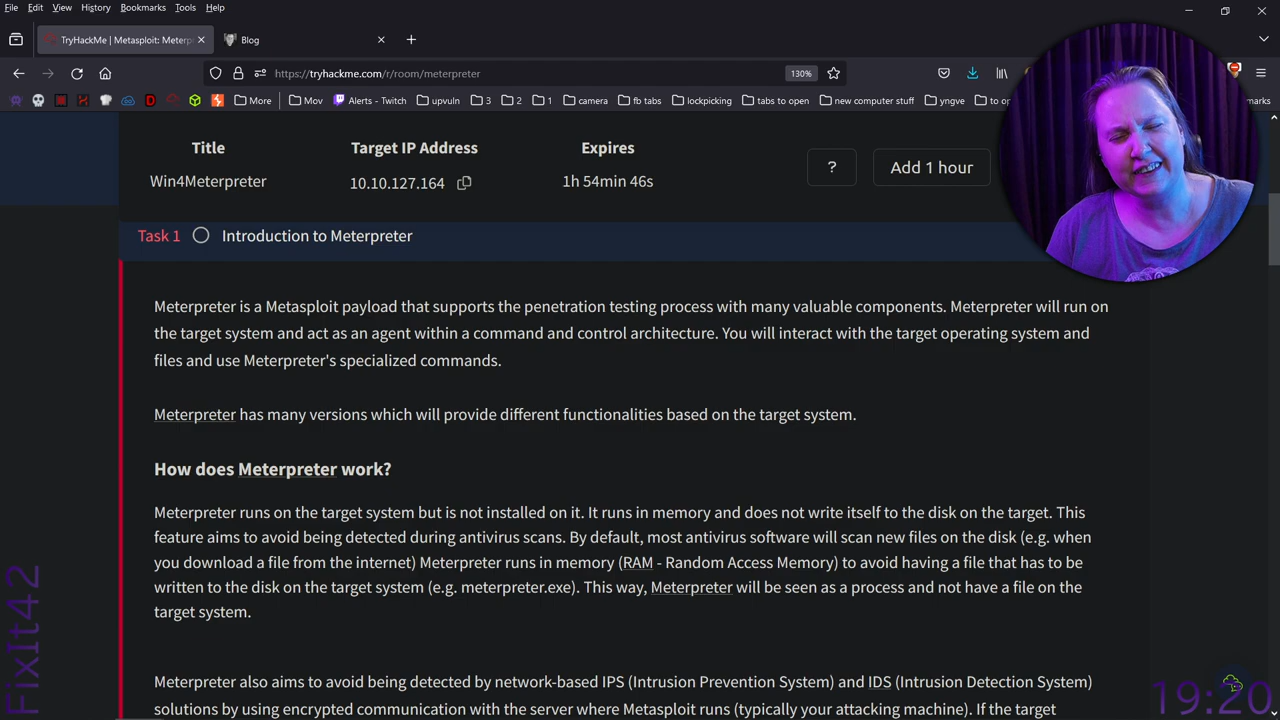 File Edit View History Bookmarks Tools Help
TryHackMe | Metasploit: Meterp
Blog
https://tryhackme.com/r/room/meterpreter
130%
More
Mov
Alerts - Twitch
upvuln
3
2
1
camera
fb tabs
lockpicking
tabs to open
new computer stuff
yngve
to o
marks
Title Target IP Address Expires
Win4Meterpreter 10.10.127.164 1h 54min 46s
? Add 1 hour
Task 1 Introduction to Meterpreter
Meterpreter is a Metasploit payload that supports the penetration testing process with many valuable components. Meterpreter will run on
the target system and act as an agent within a command and control architecture. You will interact with the target operating system and
files and use Meterpreter's specialized commands.
Meterpreter has many versions which will provide different functionalities based on the target system.
How does Meterpreter work?
Meterpreter runs on the target system but is not installed on it. It runs in memory and does not write itself to the disk on the target. This
feature aims to avoid being detected during antivirus scans. By default, most antivirus software will scan new files on the disk (e.g. when
you download a file from the internet) Meterpreter runs in memory (RAM - Random Access Memory) to avoid having a file that has to be
written to the disk on the target system (e.g. meterpreter.exe). This way, Meterpreter will be seen as a process and not have a file on the
target system.
Meterpreter also aims to avoid being detected by network-based IPS (Intrusion Prevention System) and IDS (Intrusion Detection System)
solutions by using encrypted communication with the server where Metasploit runs (typically your attacking machine). If the target
FixIt42
19:20